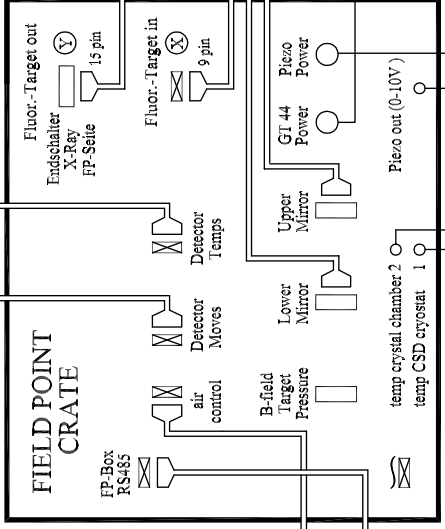 Fluor.-Target out
Y
15 pin
Endschalter
X-Ray
FP-Seite
Fluor.-Target in
X
9 pin
Piezo
Power
GT 44
Power
Piezo out (0-10V )
Detector
Temps
Upper
Mirror
Detector
Moves
Lower
Mirror
temp crystal chamber 2
temp CSD cryostat 1
FIELD POINT
CRATE
air
control
B-field
Target
Pressure
FP-Box
RS485